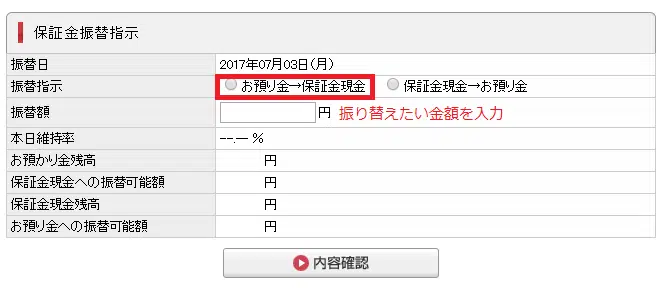 保証金振替指示
振替日 2017年07月03日(月)
振替指示 お預り金→保証金現金 保証金現金→お預り金
振替額 円 振り替えたい金額を入力
本日維持率 --.-- %
お預かり金残高 円
保証金現金への振替可能額 円
保証金現金残高 円
お預り金への振替可能額 円
内容確認